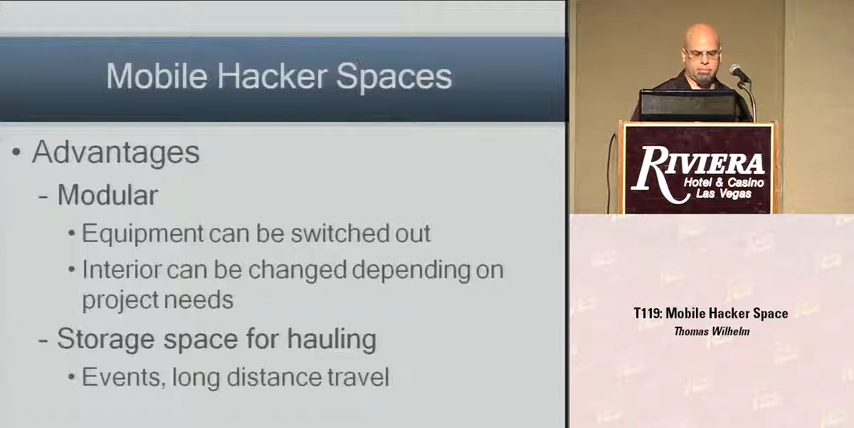 Mobile Hacker Spaces
• Advantages
- Modular
• Equipment can be switched out
• Interior can be changed depending on
project needs
- Storage space for hauling
• Events, long distance travel
RIVIERA
Hotel & Casino
Las Vegas
T119: Mobile Hacker Space
Thomas Wilhelm